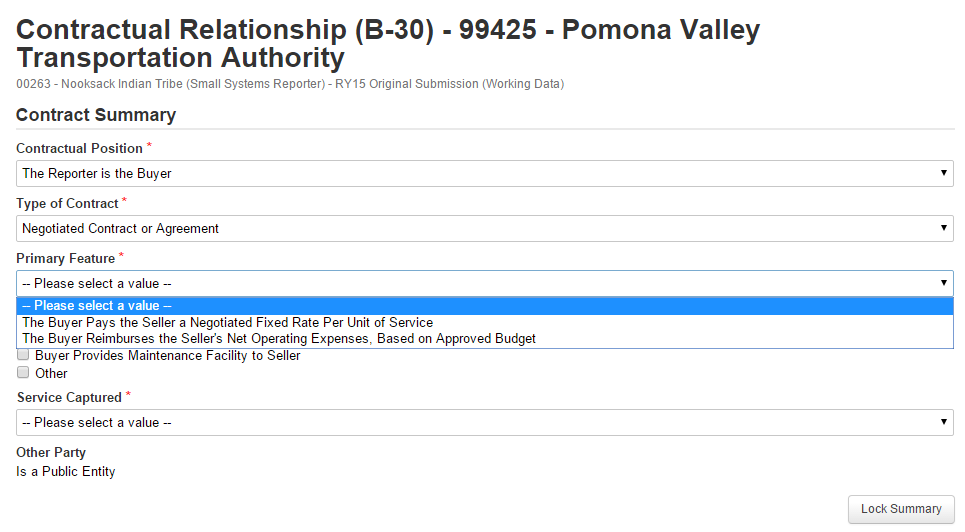 Contractual Relationship (B-30) - 99425 - Pomona Valley
Transportation Authority
00263 - Nooksack Indian Tribe (Small Systems Reporter) - RY15 Original Submission (Working Data)
Contract Summary
Contractual Position *
The Reporter is the Buyer
Type of Contract *
Negotiated Contract or Agreement
Primary Feature *
-- Please select a value --
-- Please select a value --
The Buyer Pays the Seller a Negotiated Fixed Rate Per Unit of Service
The Buyer Reimburses the Seller's Net Operating Expenses, Based on Approved Budget
Buyer Provides Maintenance Facility to Seller
Other
Service Captured *
-- Please select a value --
Other Party
Is a Public Entity
Lock Summary